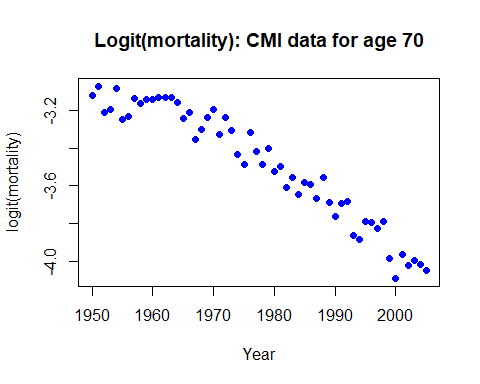 Logit(mortality): CMI data for age 70
logit(mortality)
-3.2
-3.6
-4.0
1950 1960 1970 1980 1990 2000
Year